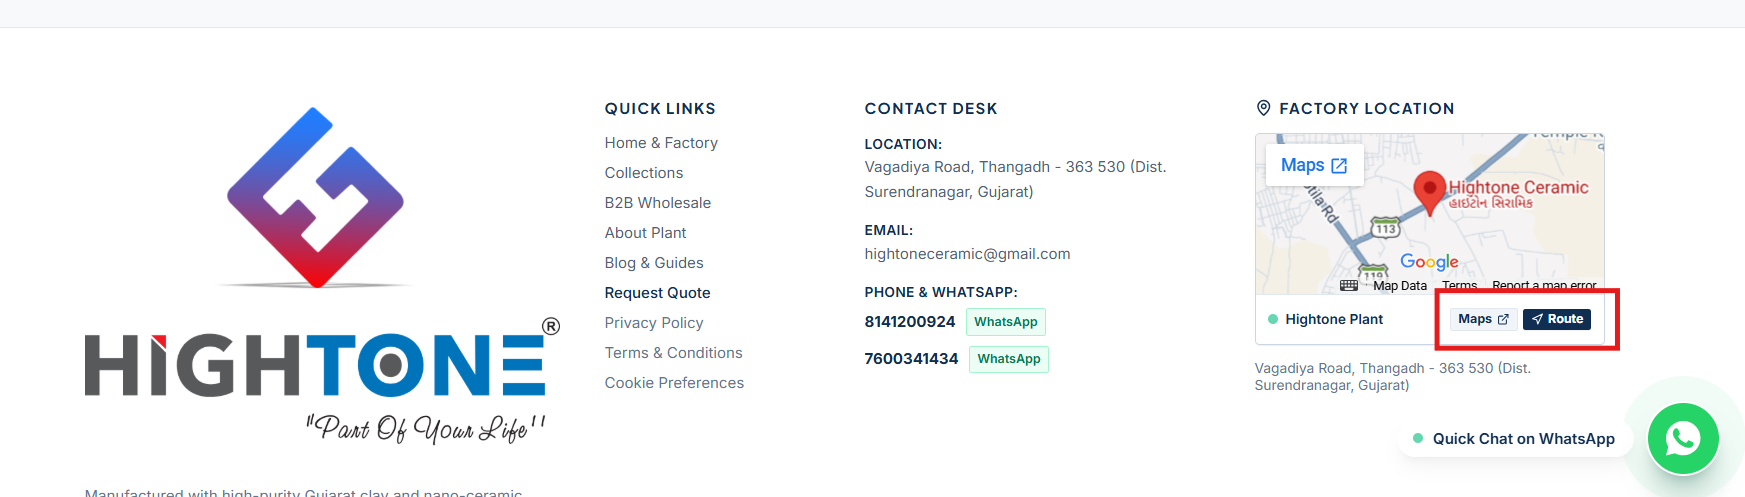 HIGHTONE®
"Part Of Your Life"
Manufactured with high-purity Gujarat clay and nano-ceramic
QUICK LINKS
Home & Factory
Collections
B2B Wholesale
About Plant
Blog & Guides
Request Quote
Privacy Policy
Terms & Conditions
Cookie Preferences
CONTACT DESK
LOCATION:
Vagadiya Road, Thangadh - 363 530 (Dist.
Surendranagar, Gujarat)
EMAIL:
hightoneceramic@gmail.com
PHONE & WHATSAPP:
8141200924 WhatsApp
7600341434 WhatsApp
FACTORY LOCATION
Maps
Hightone Ceramic
હાઇટોન સિરામિક
113
119
Google
Map Data Terms Report a map error
Hightone Plant Maps Route
Vagadiya Road, Thangadh - 363 530 (Dist.
Surendranagar, Gujarat)
Quick Chat on WhatsApp